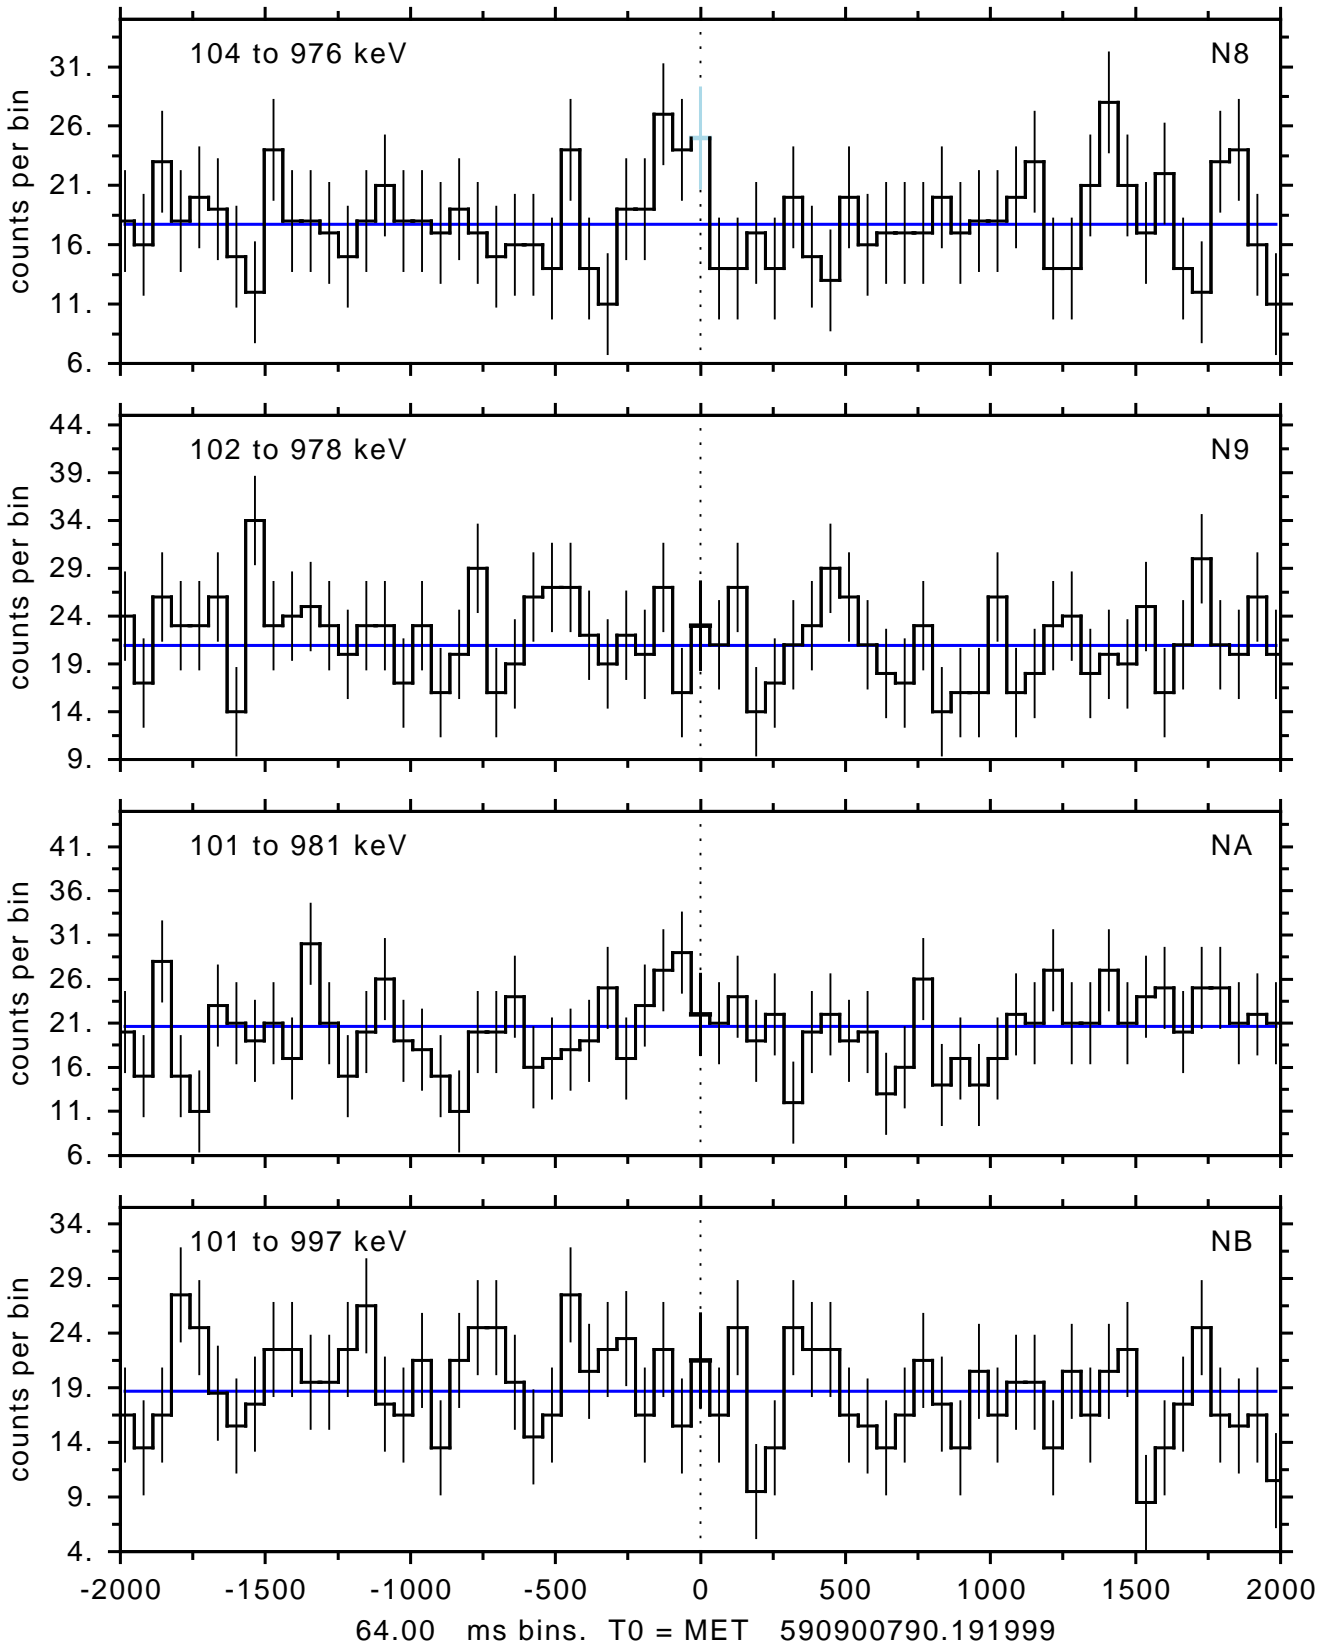 104 to 976 keV N8
31.
26.
21.
16.
11.
6.
counts per bin
102 to 978 keV N9
44.
39.
34.
29.
24.
19.
14.
9.
counts per bin
101 to 981 keV NA
41.
36.
31.
26.
21.
16.
11.
6.
counts per bin
101 to 997 keV NB
34.
29.
24.
19.
14.
9.
4.
counts per bin
-2000 -1500 -1000 -500 0 500 1000 1500 2000
64.00 ms bins. T0 = MET 590900790.191999